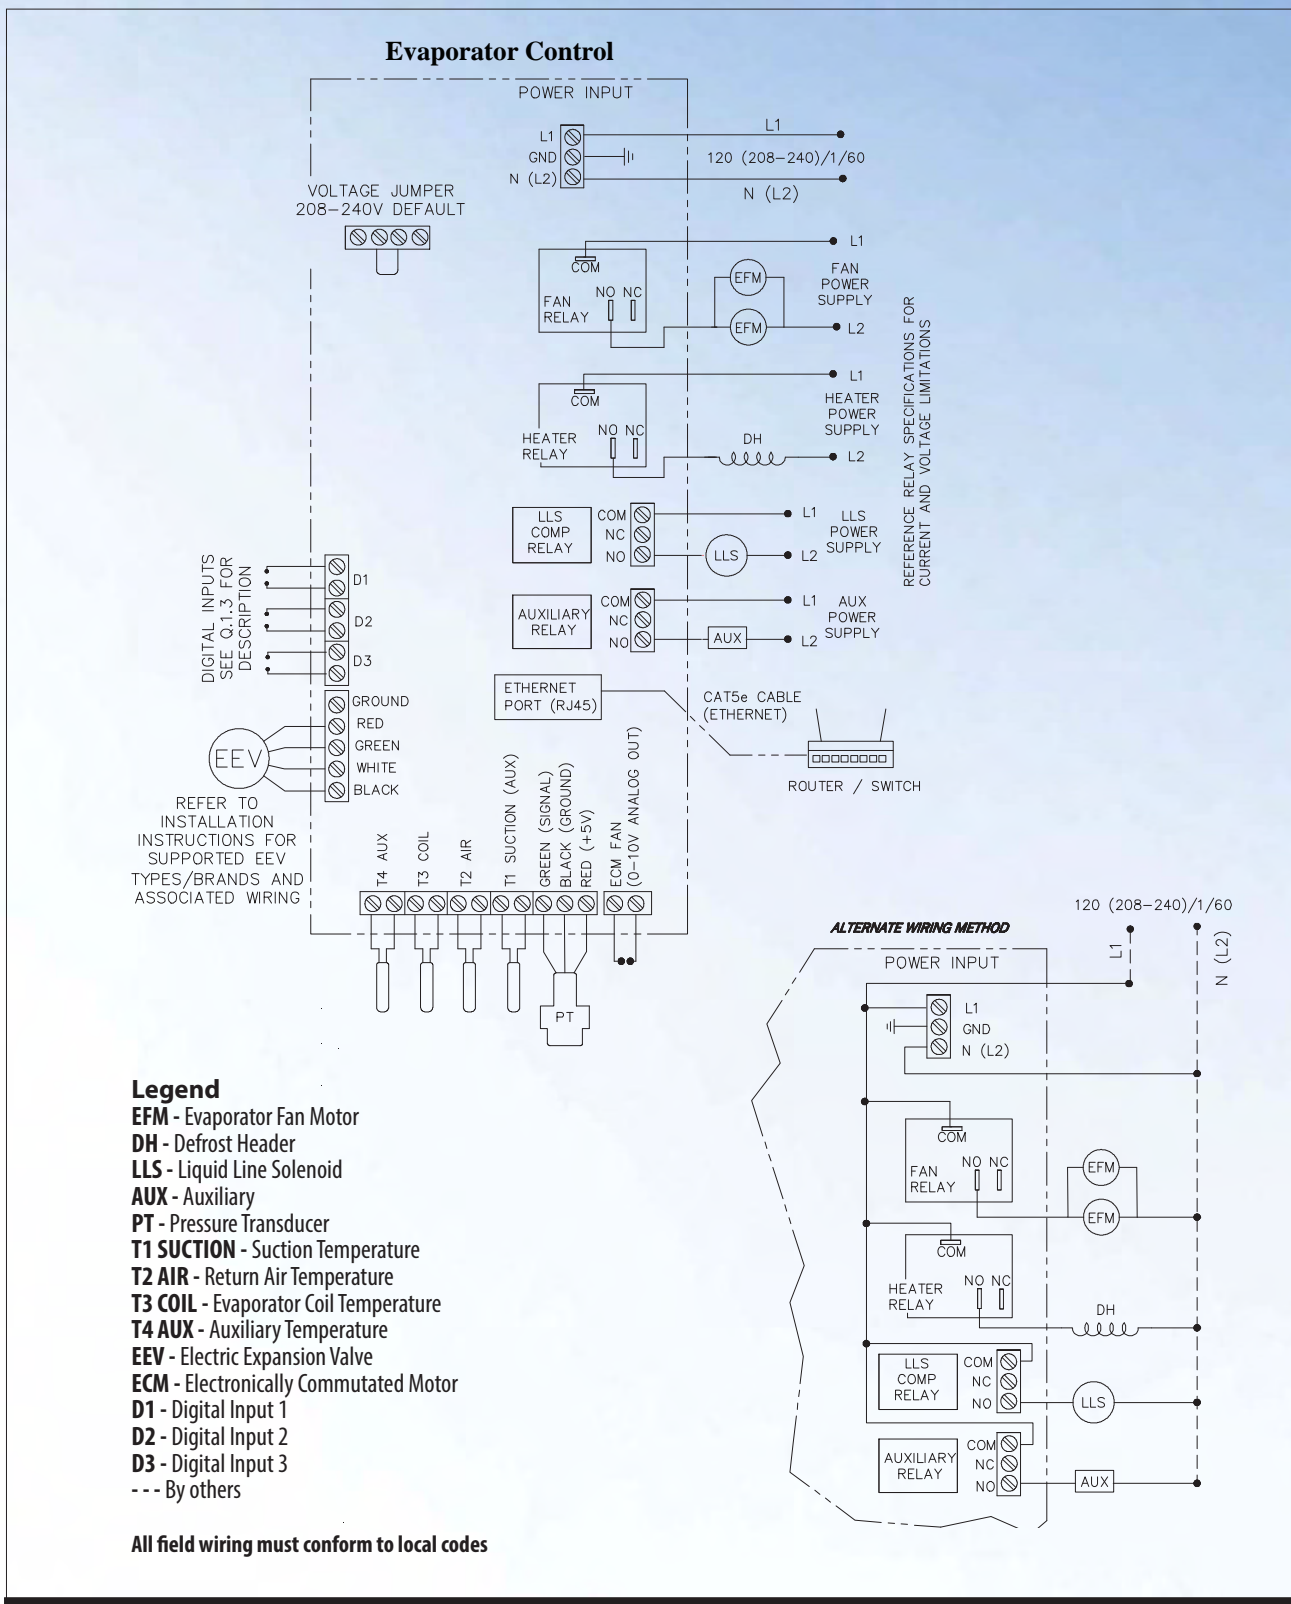 Evaporator Control
POWER INPUT
L1
GND
N (L2)
L1
120 (208-240)/1/60
N (L2)
VOLTAGE JUMPER
208-240V DEFAULT
COM
NO NC
FAN
RELAY
EFM
EFM
L1
FAN
POWER
SUPPLY
L2
COM
NO NC
HEATER
RELAY
DH
L1
HEATER
POWER
SUPPLY
L2
REFERENCE RELAY SPECIFICATIONS FOR
CURRENT AND VOLTAGE LIMITATIONS
LLS
COMP
RELAY
COM
NC
NO
LLS
L1
LLS
POWER
SUPPLY
L2
AUXILIARY
RELAY
COM
NC
NO
AUX
L1
AUX
POWER
SUPPLY
L2
DIGITAL INPUTS
SEE Q.1.3 FOR
DESCRIPTION
D1
D2
D3
GROUND
RED
GREEN
WHITE
BLACK
EEV
REFER TO
INSTALLATION
INSTRUCTIONS FOR
SUPPORTED EEV
TYPES/BRANDS AND
ASSOCIATED WIRING
ETHERNET
PORT (RJ45)
CAT5e CABLE
(ETHERNET)
ROUTER / SWITCH
T4 AUX
T3 COIL
T2 AIR
T1 SUCTION (AUX)
GREEN (SIGNAL)
BLACK (GROUND)
RED (+5V)
ECM FAN
(0-10V ANALOG OUT)
PT
ALTERNATE WIRING METHOD
120 (208-240)/1/60
L1
N (L2)
POWER INPUT
L1
GND
N (L2)
COM
NO NC
FAN
RELAY
EFM
EFM
COM
NO NC
HEATER
RELAY
DH
LLS
COMP
RELAY
COM
NC
NO
LLS
AUXILIARY
RELAY
COM
NC
NO
AUX
Legend
EFM - Evaporator Fan Motor
DH - Defrost Header
LLS - Liquid Line Solenoid
AUX - Auxiliary
PT - Pressure Transducer
T1 SUCTION - Suction Temperature
T2 AIR - Return Air Temperature
T3 COIL - Evaporator Coil Temperature
T4 AUX - Auxiliary Temperature
EEV - Electric Expansion Valve
ECM - Electronically Commutated Motor
D1 - Digital Input 1
D2 - Digital Input 2
D3 - Digital Input 3
- - - By others
All field wiring must conform to local codes